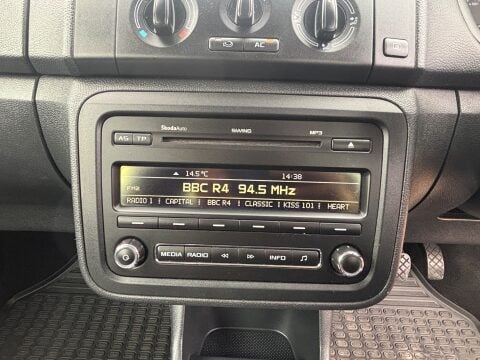 AC
ŠkodaAuto SWING MP3
AS TP
14.5°C 14:38
FM2 BBC R4 94.5 MHz
RADIO 1 | CAPITAL | BBC R4 | CLASSIC | KISS 101 | HEART
MEDIA RADIO INFO